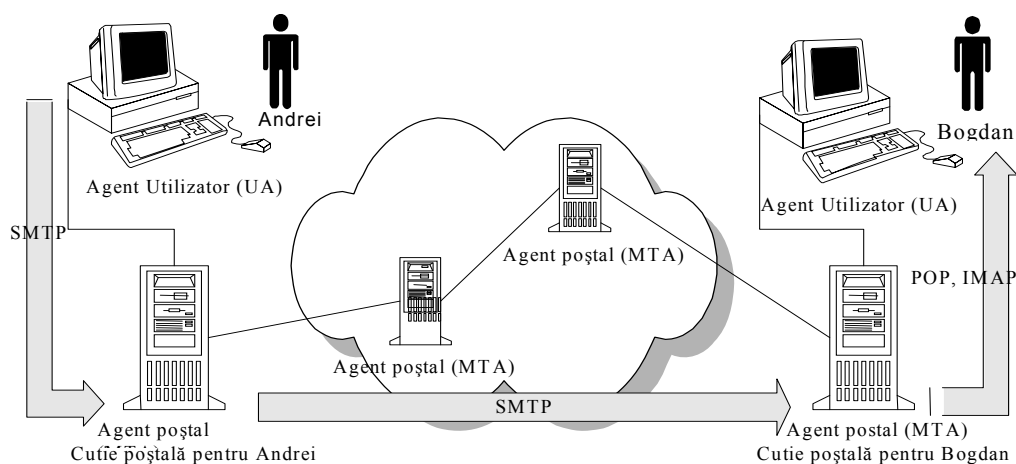 Andrei
Bogdan
Agent Utilizator (UA)
Agent Utilizator (UA)
SMTP
Agent poştal (MTA)
POP, IMAP
Agent poştal (MTA)
SMTP
Agent poştal
Cutie poştală pentru Andrei
Agent postal (MTA)
Cutie poştală pentru Bogdan